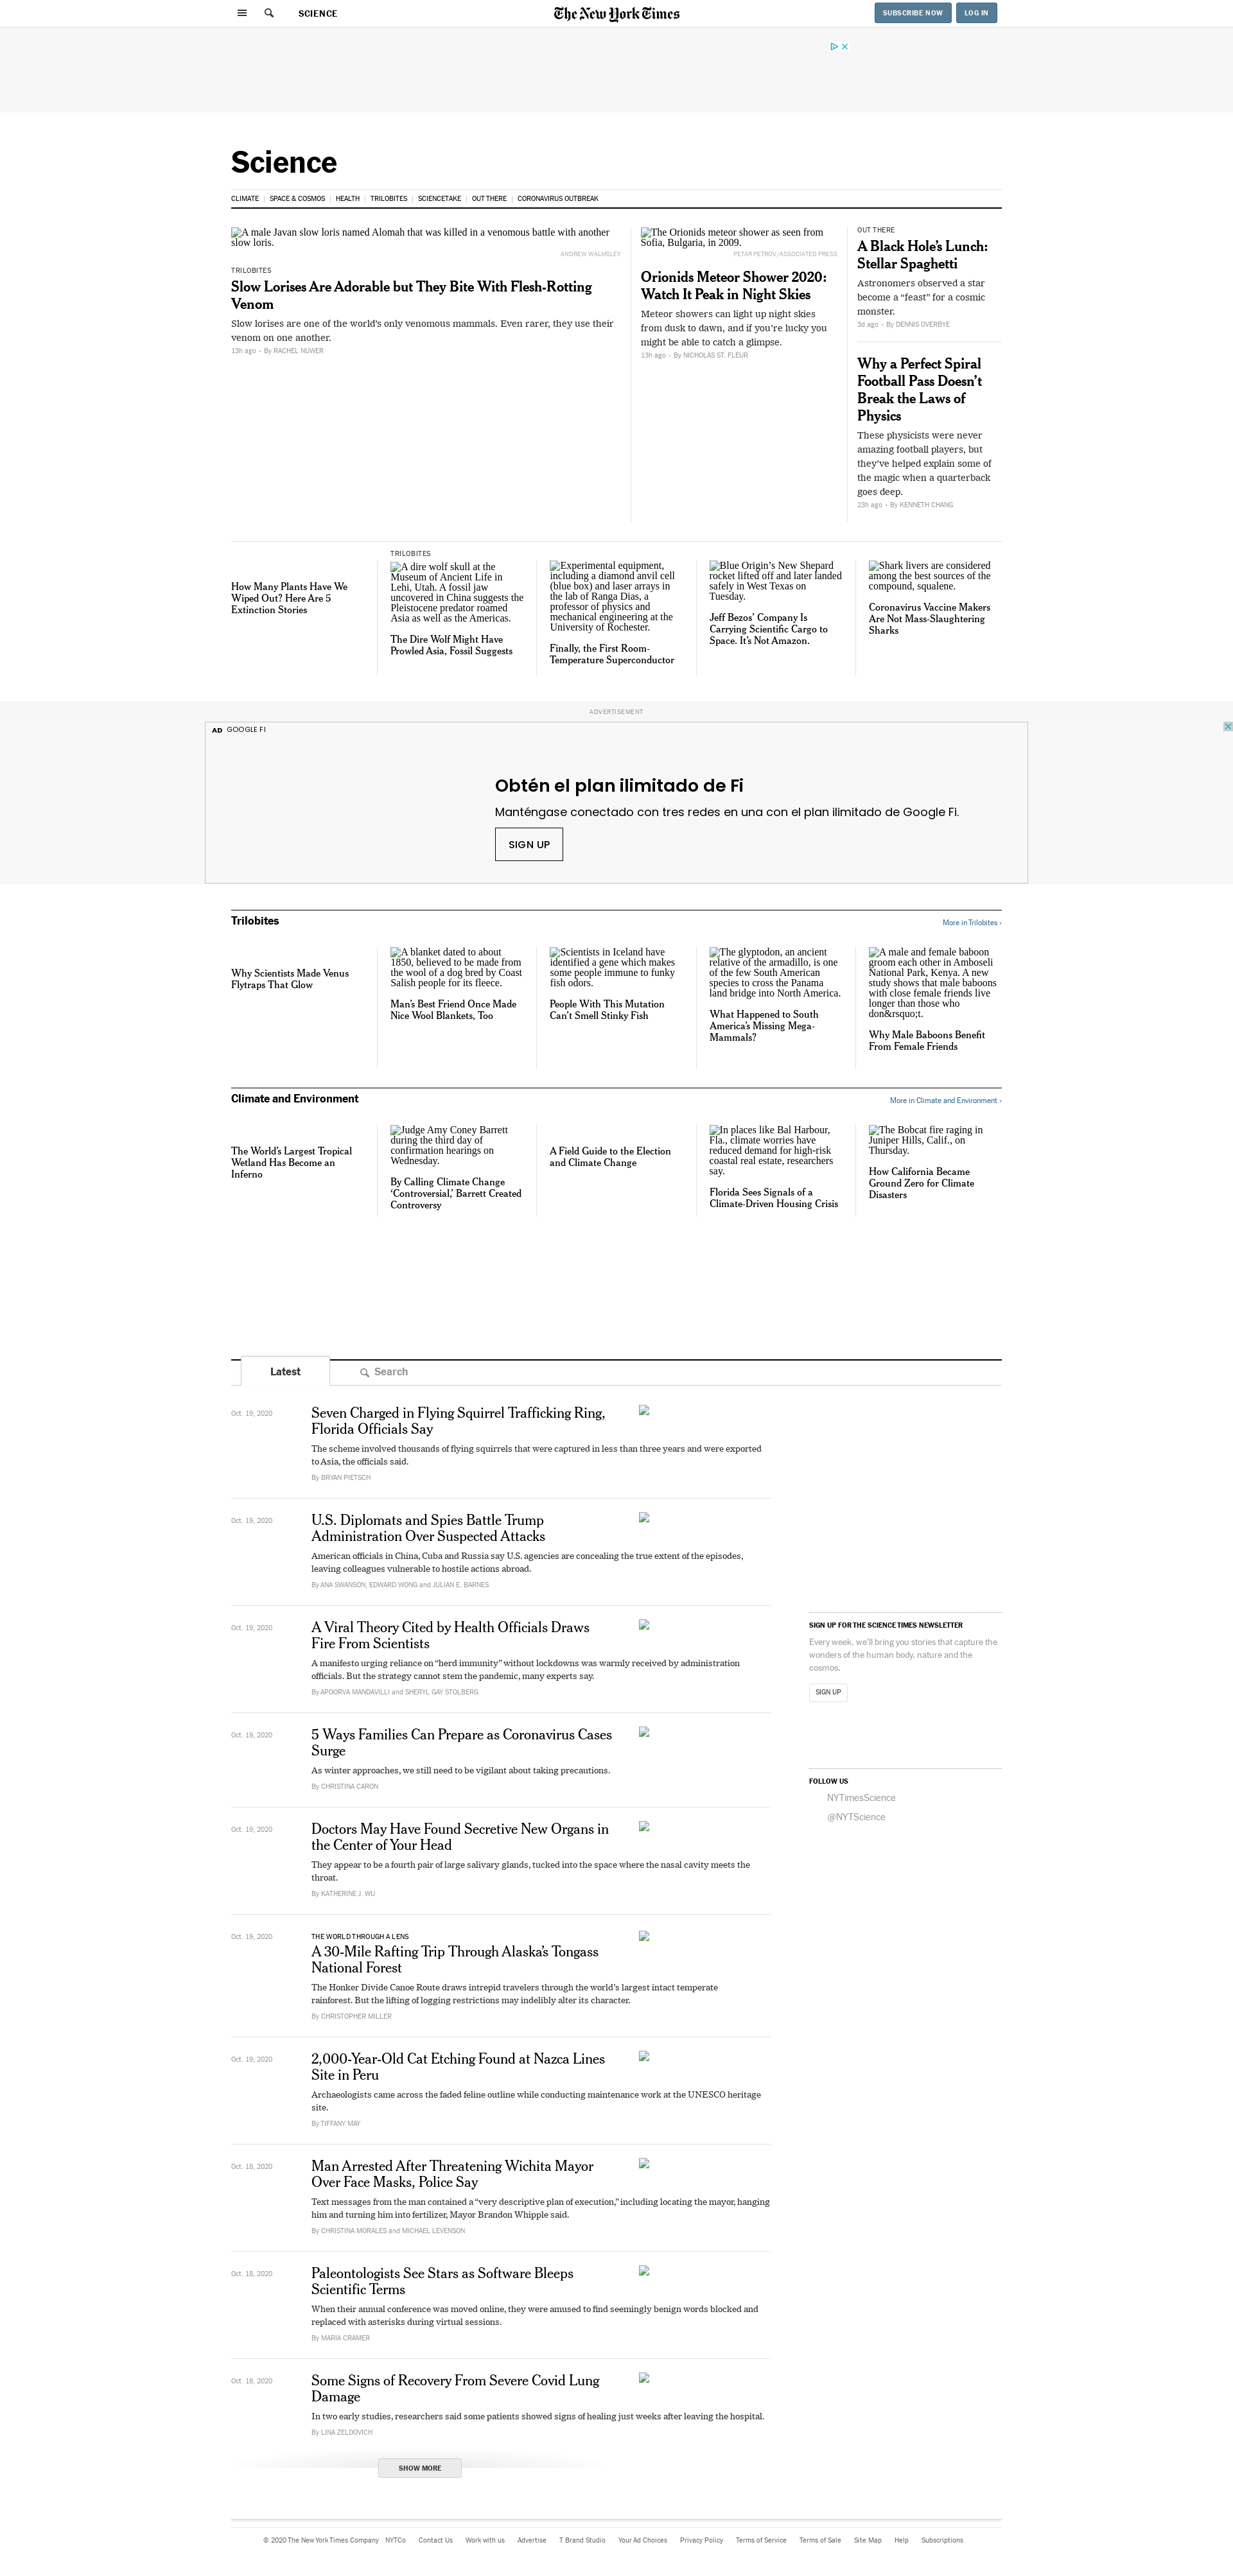 SCIENCE
The New York Times
SUBSCRIBE NOW
LOG IN
Science
CLIMATE
SPACE & COSMOS
HEALTH
TRILOBITES
SCIENCETAKE
OUT THERE
CORONAVIRUS OUTBREAK
A male Javan slow loris named Alomah that was killed in a venomous battle with another
slow loris.
ANDREW WALMSLEY
TRILOBITES
Slow Lorises Are Adorable but They Bite With Flesh-Rotting
Venom
Slow lorises are one of the world's only venomous mammals. Even rarer, they use their
venom on one another.
13h ago · By RACHEL NUWER
The Orionids meteor shower as seen from
Sofia, Bulgaria, in 2009.
PETAR PETROV/ASSOCIATED PRESS
Orionids Meteor Shower 2020:
Watch It Peak in Night Skies
Meteor showers can light up night skies
from dusk to dawn, and if you're lucky you
might be able to catch a glimpse.
13h ago · By NICHOLAS ST. FLEUR
OUT THERE
A Black Hole's Lunch:
Stellar Spaghetti
Astronomers observed a star
become a “feast” for a cosmic
monster.
3d ago · By DENNIS OVERBYE
Why a Perfect Spiral
Football Pass Doesn't
Break the Laws of
Physics
These physicists were never
amazing football players, but
they've helped explain some of
the magic when a quarterback
goes deep.
23h ago · By KENNETH CHANG
How Many Plants Have We
Wiped Out? Here Are 5
Extinction Stories
TRILOBITES
A dire wolf skull at the
Museum of Ancient Life in
Lehi, Utah. A fossil jaw
uncovered in China suggests the
Pleistocene predator roamed
Asia as well as the Americas.
The Dire Wolf Might Have
Prowled Asia, Fossil Suggests
Experimental equipment,
including a diamond anvil cell
(blue box) and laser arrays in
the lab of Ranga Dias, a
professor of physics and
mechanical engineering at the
University of Rochester.
Finally, the First Room-
Temperature Superconductor
Blue Origin's New Shepard
rocket lifted off and later landed
safely in West Texas on
Tuesday.
Jeff Bezos' Company Is
Carrying Scientific Cargo to
Space. It's Not Amazon.
Shark livers are considered
among the best sources of the
compound, squalene.
Coronavirus Vaccine Makers
Are Not Mass-Slaughtering
Sharks
ADVERTISEMENT
AD GOOGLE FI
Obtén el plan ilimitado de Fi
Manténgase conectado con tres redes en una con el plan ilimitado de Google Fi.
SIGN UP
Trilobites
More in Trilobites ›
Why Scientists Made Venus
Flytraps That Glow
A blanket dated to about
1850, believed to be made from
the wool of a dog bred by Coast
Salish people for its fleece.
Man's Best Friend Once Made
Nice Wool Blankets, Too
Scientists in Iceland have
identified a gene which makes
some people immune to funky
fish odors.
People With This Mutation
Can't Smell Stinky Fish
The glyptodon, an ancient
relative of the armadillo, is one
of the few South American
species to cross the Panama
land bridge into North America.
What Happened to South
America's Missing Mega-
Mammals?
A male and female baboon
groom each other in Amboseli
National Park, Kenya. A new
study shows that male baboons
with close female friends live
longer than those who
don&rsquo;t.
Why Male Baboons Benefit
From Female Friends
Climate and Environment
More in Climate and Environment ›
The World's Largest Tropical
Wetland Has Become an
Inferno
Judge Amy Coney Barrett
during the third day of
confirmation hearings on
Wednesday.
By Calling Climate Change
‘Controversial,’ Barrett Created
Controversy
A Field Guide to the Election
and Climate Change
In places like Bal Harbour,
Fla., climate worries have
reduced demand for high-risk
coastal real estate, researchers
say.
Florida Sees Signals of a
Climate-Driven Housing Crisis
The Bobcat fire raging in
Juniper Hills, Calif., on
Thursday.
How California Became
Ground Zero for Climate
Disasters
Latest
Search
Oct. 19, 2020
Seven Charged in Flying Squirrel Trafficking Ring,
Florida Officials Say
The scheme involved thousands of flying squirrels that were captured in less than three years and were exported
to Asia, the officials said.
By BRYAN PIETSCH
Oct. 19, 2020
U.S. Diplomats and Spies Battle Trump
Administration Over Suspected Attacks
American officials in China, Cuba and Russia say U.S. agencies are concealing the true extent of the episodes,
leaving colleagues vulnerable to hostile actions abroad.
By ANA SWANSON, EDWARD WONG and JULIAN E. BARNES
Oct. 19, 2020
A Viral Theory Cited by Health Officials Draws
Fire From Scientists
A manifesto urging reliance on “herd immunity” without lockdowns was warmly received by administration
officials. But the strategy cannot stem the pandemic, many experts say.
By APOORVA MANDAVILLI and SHERYL GAY STOLBERG
Oct. 19, 2020
5 Ways Families Can Prepare as Coronavirus Cases
Surge
As winter approaches, we still need to be vigilant about taking precautions.
By CHRISTINA CARON
Oct. 19, 2020
Doctors May Have Found Secretive New Organs in
the Center of Your Head
They appear to be a fourth pair of large salivary glands, tucked into the space where the nasal cavity meets the
throat.
By KATHERINE J. WU
Oct. 19, 2020
THE WORLD THROUGH A LENS
A 30-Mile Rafting Trip Through Alaska's Tongass
National Forest
The Honker Divide Canoe Route draws intrepid travelers through the world's largest intact temperate
rainforest. But the lifting of logging restrictions may indelibly alter its character.
By CHRISTOPHER MILLER
Oct. 19, 2020
2,000-Year-Old Cat Etching Found at Nazca Lines
Site in Peru
Archaeologists came across the faded feline outline while conducting maintenance work at the UNESCO heritage
site.
By TIFFANY MAY
Oct. 18, 2020
Man Arrested After Threatening Wichita Mayor
Over Face Masks, Police Say
Text messages from the man contained a “very descriptive plan of execution,” including locating the mayor, hanging
him and turning him into fertilizer, Mayor Brandon Whipple said.
By CHRISTINA MORALES and MICHAEL LEVENSON
Oct. 18, 2020
Paleontologists See Stars as Software Bleeps
Scientific Terms
When their annual conference was moved online, they were amused to find seemingly benign words blocked and
replaced with asterisks during virtual sessions.
By MARIA CRAMER
Oct. 18, 2020
Some Signs of Recovery From Severe Covid Lung
Damage
In two early studies, researchers said some patients showed signs of healing just weeks after leaving the hospital.
By LINA ZELDOVICH
SHOW MORE
SIGN UP FOR THE SCIENCE TIMES NEWSLETTER
Every week, we'll bring you stories that capture the
wonders of the human body, nature and the
cosmos.
SIGN UP
FOLLOW US
NYTimesScience
@NYTScience
© 2020 The New York Times Company
NYTCo
Contact Us
Work with us
Advertise
T Brand Studio
Your Ad Choices
Privacy Policy
Terms of Service
Terms of Sale
Site Map
Help
Subscriptions